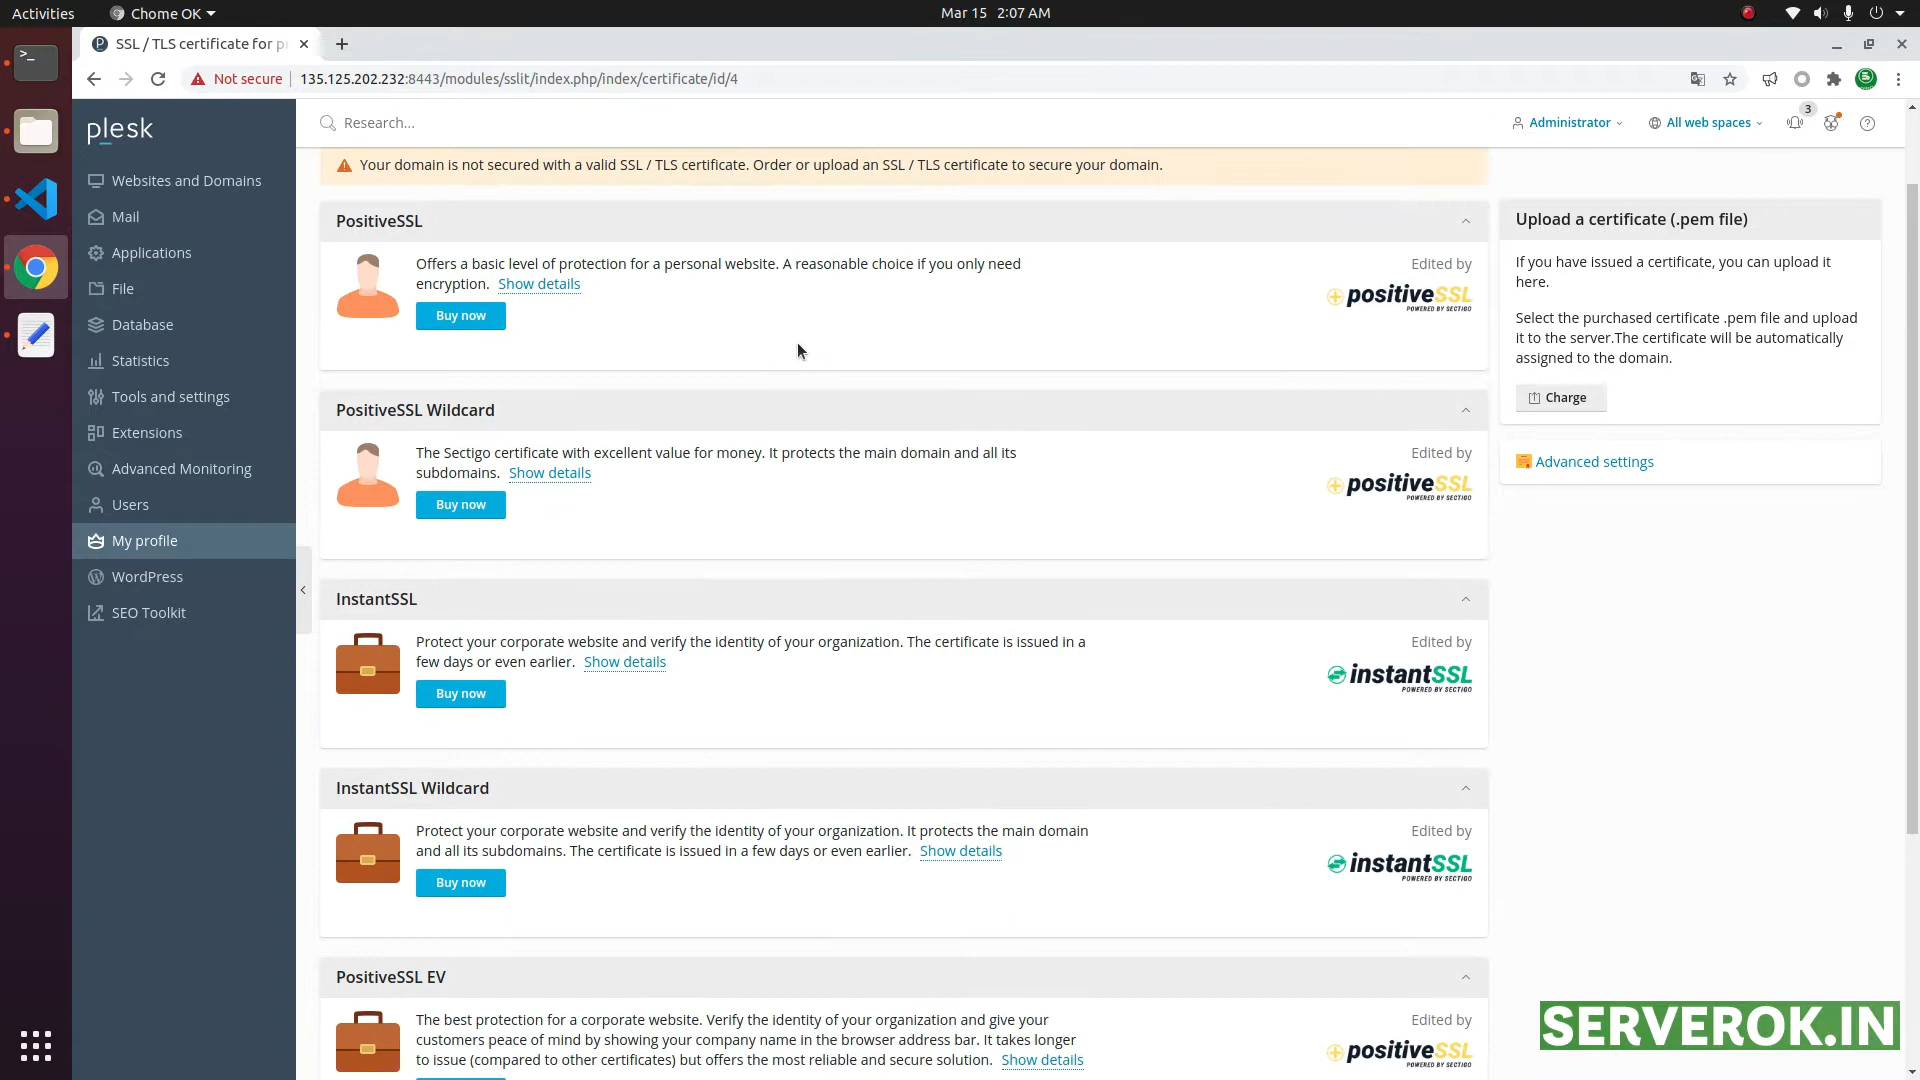 Activities
Chome OK
Mar 15 2:07 AM
SSL / TLS certificate for p
Not secure
135.125.202.232:8443/modules/sslit/index.php/index/certificate/id/4
plesk
Research...
Administrator
All web spaces
3
Websites and Domains
Mail
Applications
File
Database
Statistics
Tools and settings
Extensions
Advanced Monitoring
Users
My profile
WordPress
SEO Toolkit
Your domain is not secured with a valid SSL / TLS certificate. Order or upload an SSL / TLS certificate to secure your domain.
PositiveSSL
Offers a basic level of protection for a personal website. A reasonable choice if you only need
encryption. Show details
Buy now
Edited by
positiveSSL
POWERED BY SECTIGO
PositiveSSL Wildcard
The Sectigo certificate with excellent value for money. It protects the main domain and all its
subdomains. Show details
Buy now
Edited by
positiveSSL
POWERED BY SECTIGO
InstantSSL
Protect your corporate website and verify the identity of your organization. The certificate is issued in a
few days or even earlier. Show details
Buy now
Edited by
instantSSL
POWERED BY SECTIGO
InstantSSL Wildcard
Protect your corporate website and verify the identity of your organization. It protects the main domain
and all its subdomains. The certificate is issued in a few days or even earlier. Show details
Buy now
Edited by
instantSSL
POWERED BY SECTIGO
PositiveSSL EV
The best protection for a corporate website. Verify the identity of your organization and give your
customers peace of mind by showing your company name in the browser address bar. It takes longer
to issue (compared to other certificates) but offers the most reliable and secure solution. Show details
Edited by
positiveSSL
POWERED BY SECTIGO
Upload a certificate (.pem file)
If you have issued a certificate, you can upload it
here.
Select the purchased certificate .pem file and upload
it to the server.The certificate will be automatically
assigned to the domain.
Charge
Advanced settings
SERVEROK.IN